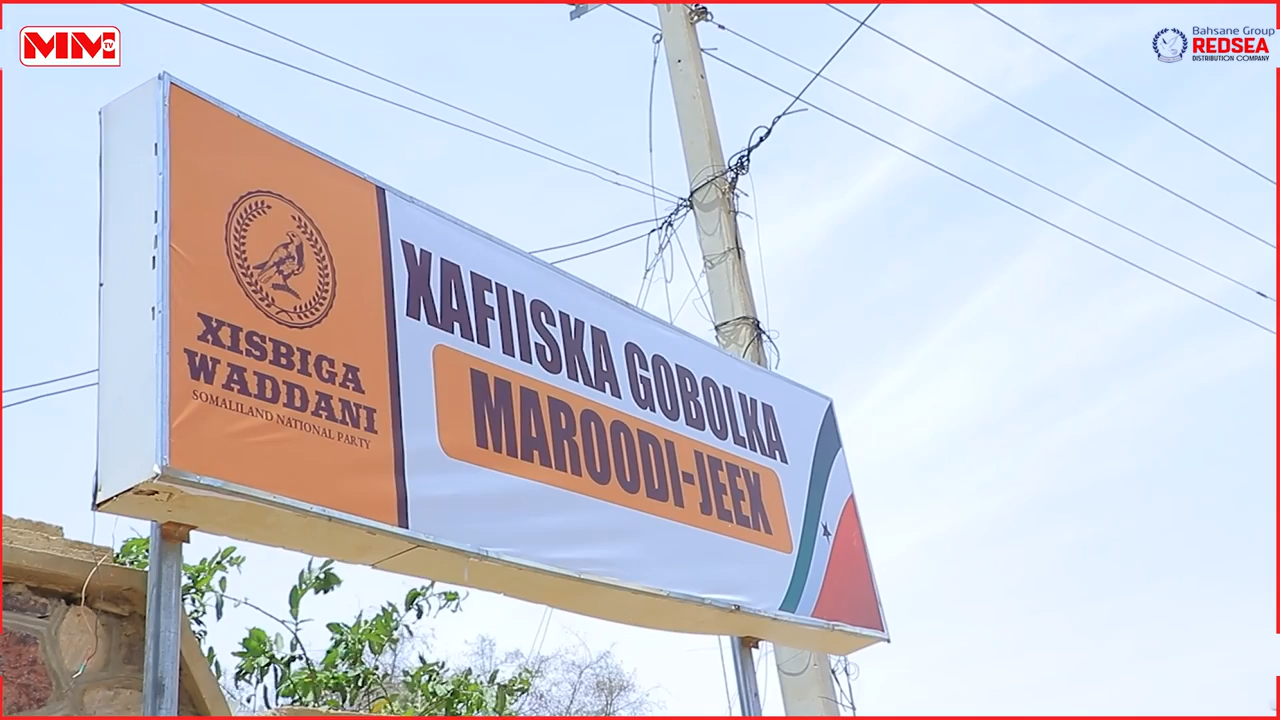 MM TV
Bahsane Group
REDSEA
DISTRIBUTION COMPANY
XISBIGA
WADDANI
SOMALILAND NATIONAL PARTY
XAFIISKA GOBOLKA
MAROODI-JEEX